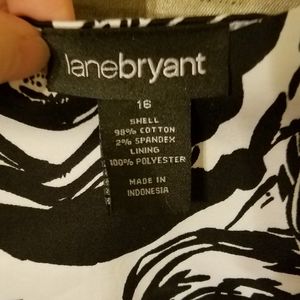 lanebryant
16
SHELL
98% COTTON
2% SPANDEX
LINING
100% POLYESTER
MADE IN
INDONESIA